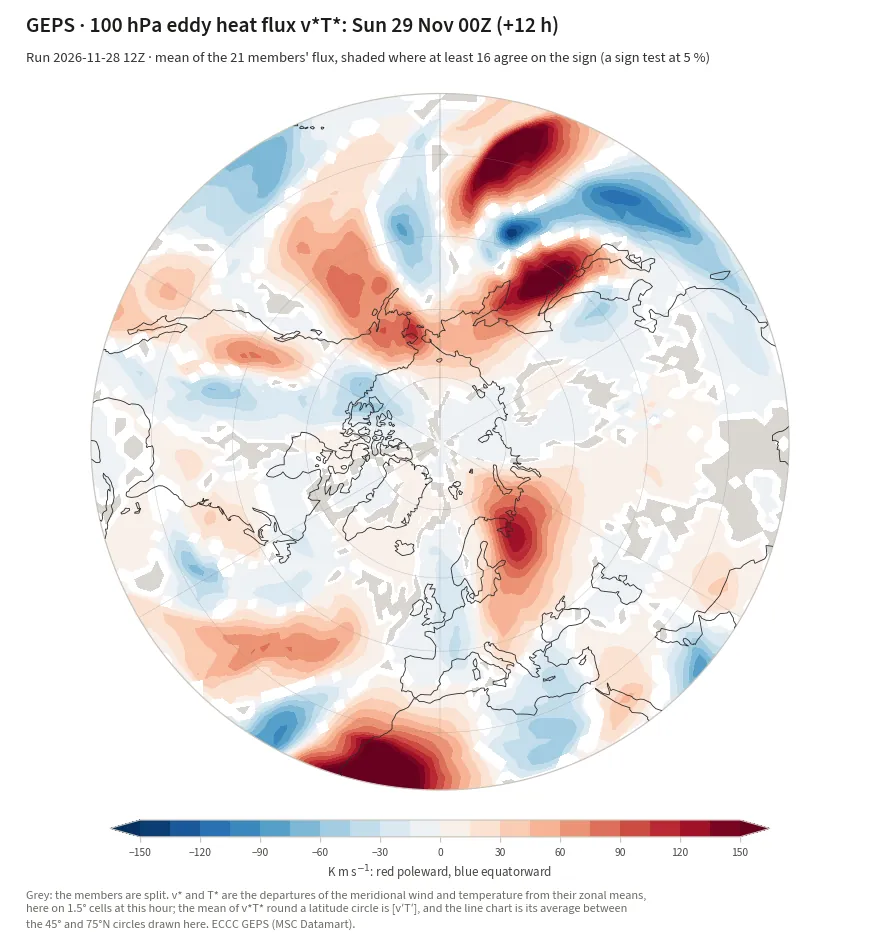 GEPS · 100 hPa eddy heat flux v*T*: Sun 29 Nov 00Z (+12 h)
Run 2026-11-28 12Z · mean of the 21 members' flux, shaded where at least 16 agree on the sign (a sign test at 5 %)
−150 −120 −90 −60 −30 0 30 60 90 120 150
K m s⁻¹: red poleward, blue equatorward
Grey: the members are split. v* and T* are the departures of the meridional wind and temperature from their zonal means,
here on 1.5° cells at this hour; the mean of v*T* round a latitude circle is [v′T′], and the line chart is its average between
the 45° and 75°N circles drawn here. ECCC GEPS (MSC Datamart).